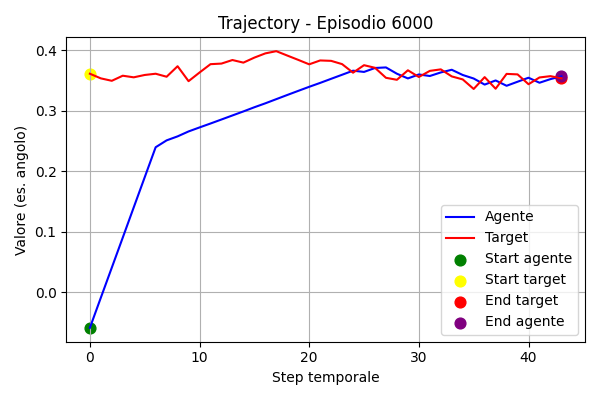 Trajectory - Episodio 6000
Valore (es. angolo)
0.4
0.3
0.2
0.1
0.0
0
10
20
30
40
Step temporale
Agente
Target
Start agente
Start target
End target
End agente